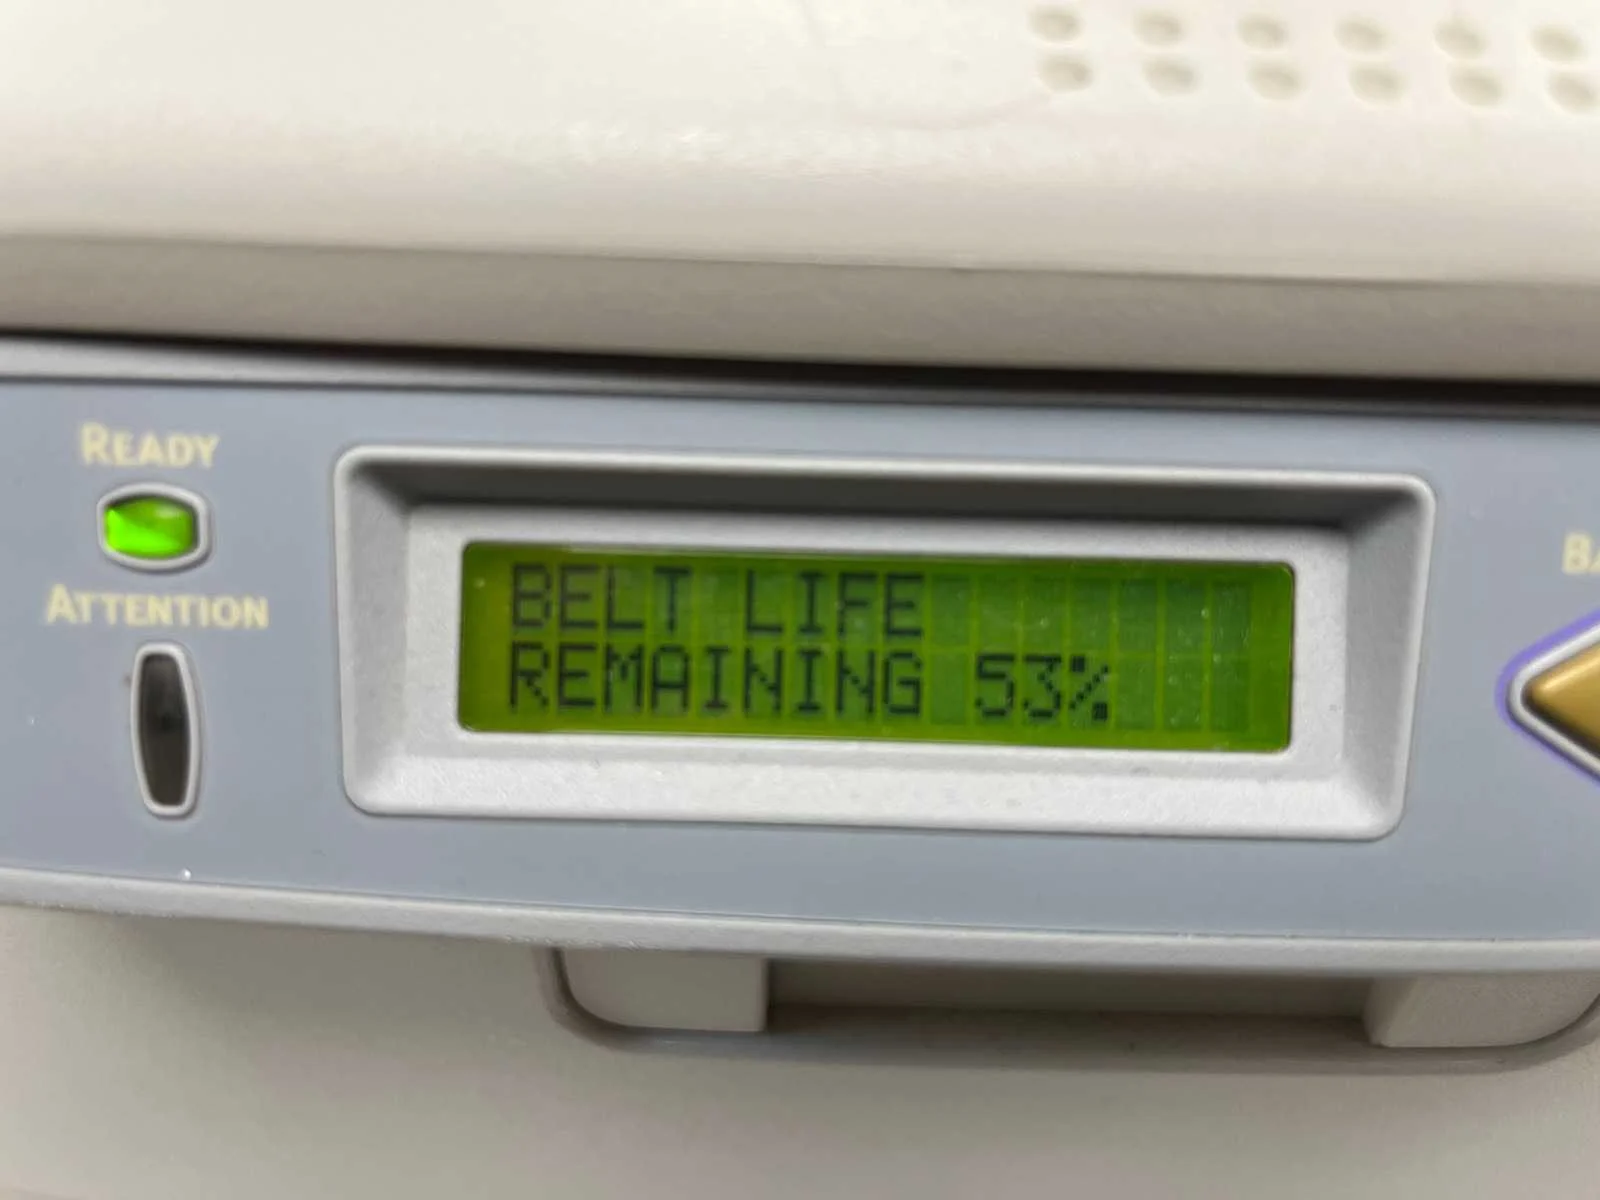 READY
ATTENTION
BELT LIFE
REMAINING 53%